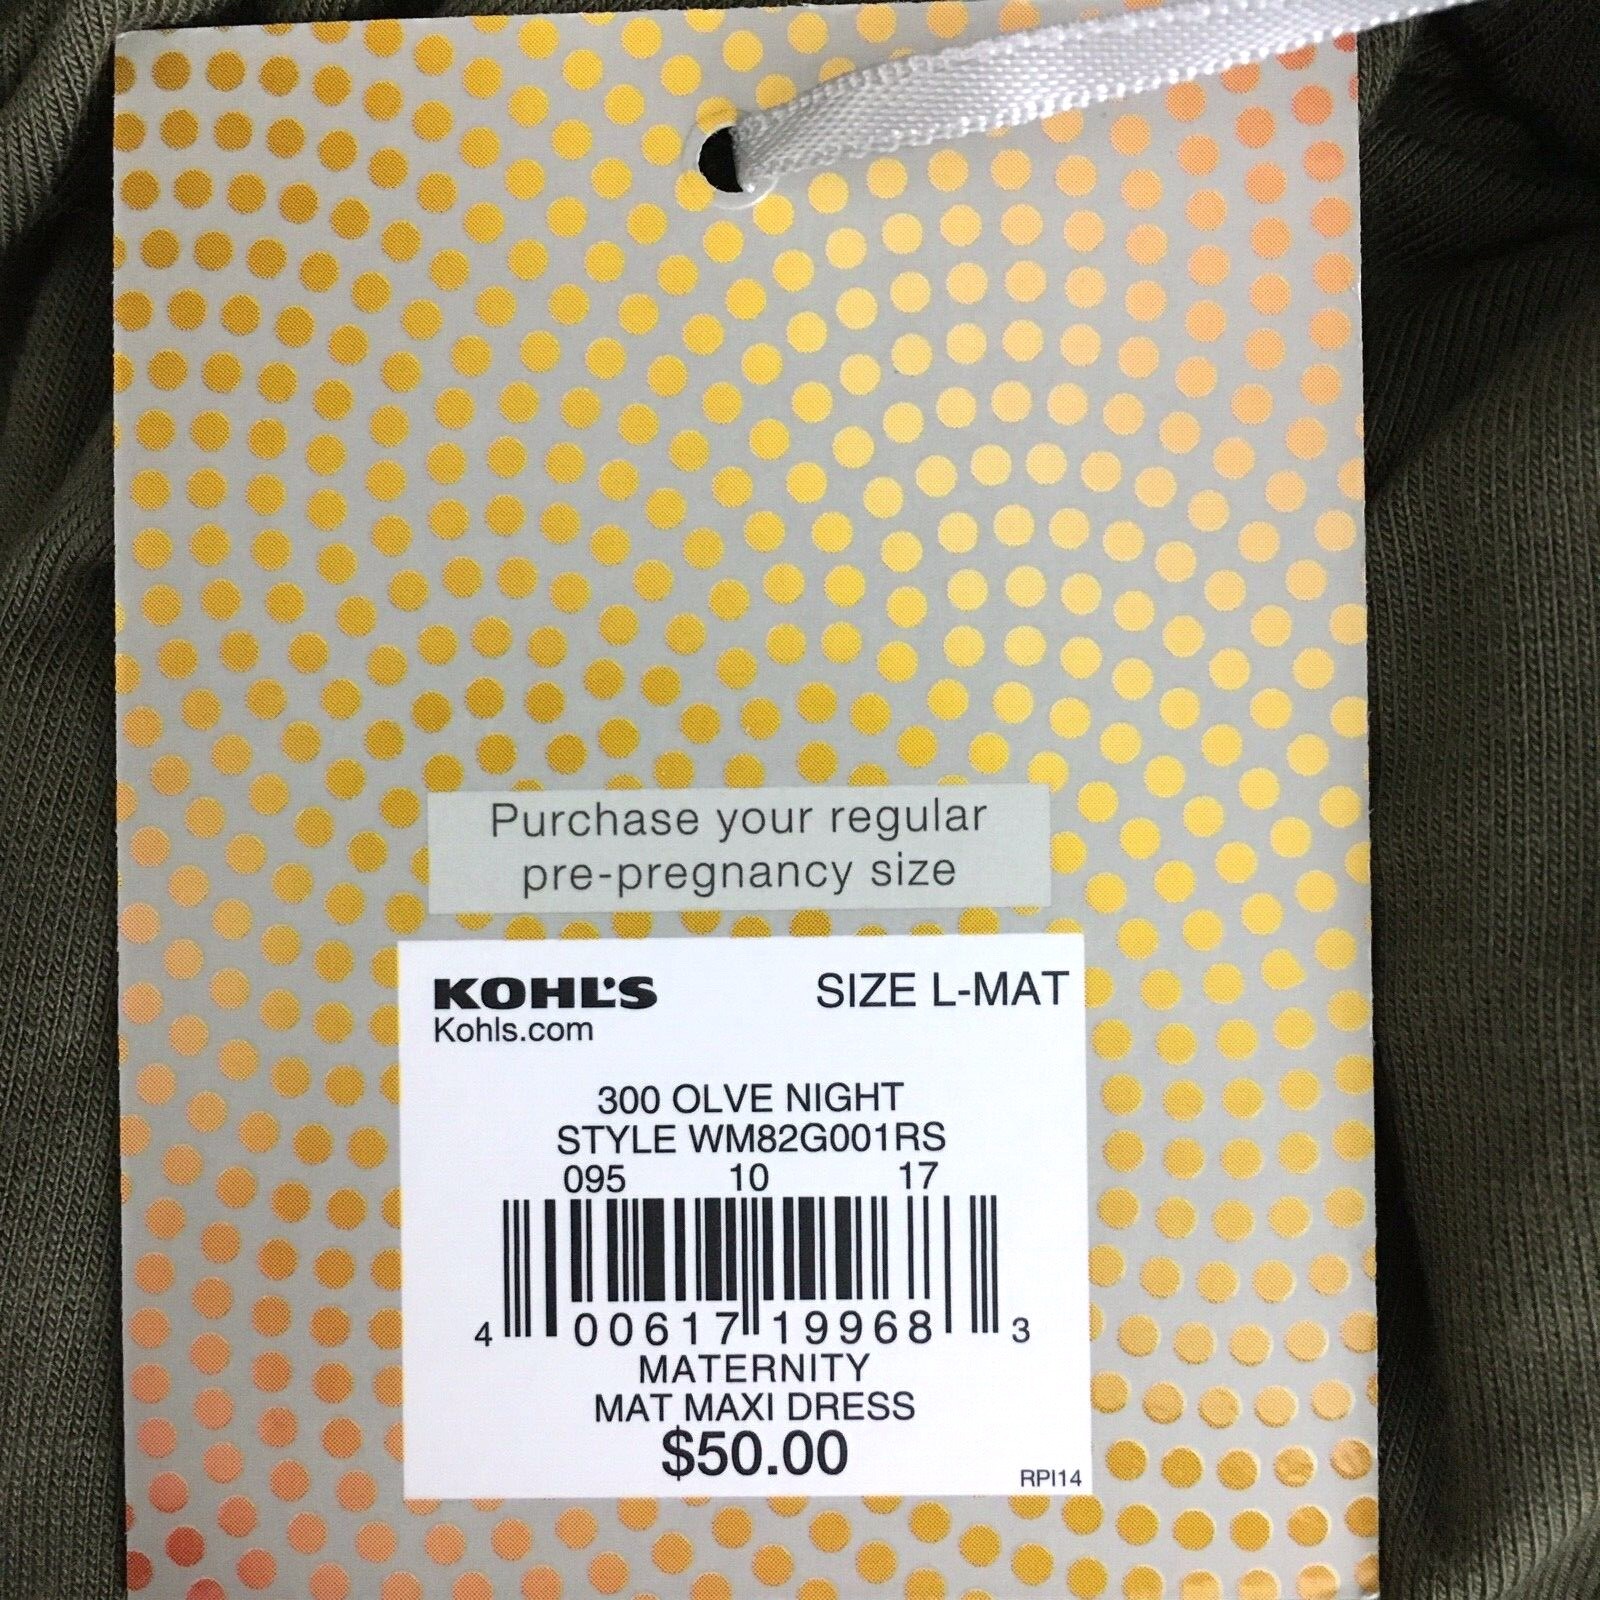 Purchase your regular
pre-pregnancy size
KOHL'S SIZE L-MAT
Kohls.com
300 OLVE NIGHT
STYLE WM82G001RS
095 10 17
4 00617 19968 3
MATERNITY
MAT MAXI DRESS
$50.00
RPI14